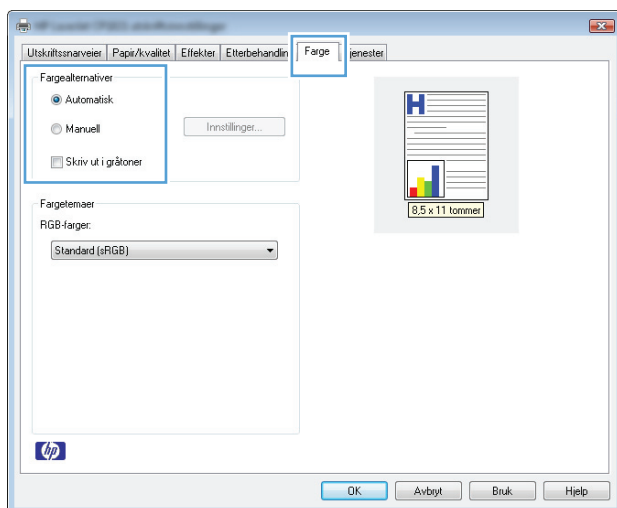 Utskriftssnarveier Papir/kvalitet Effekter Etterbehandlin Farge jenester
Fargealternativer
Automatisk
Manuell
Innstillinger...
Skriv ut i gråtoner
H
8,5 x 11 tommer
Fargetemaer
RGB-farger:
Standard (sRGB)
hp
OK Avbryt Bruk Hjelp